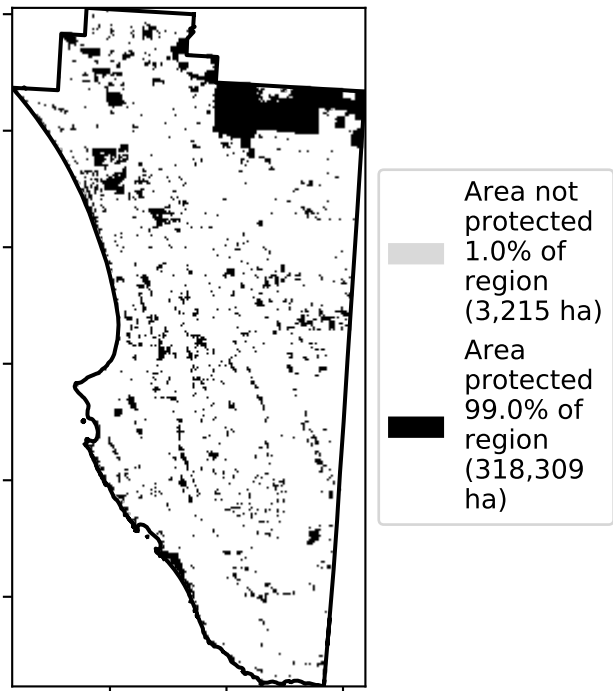 Area not
protected
1.0% of
region
(3,215 ha)
Area
protected
99.0% of
region
(318,309
ha)